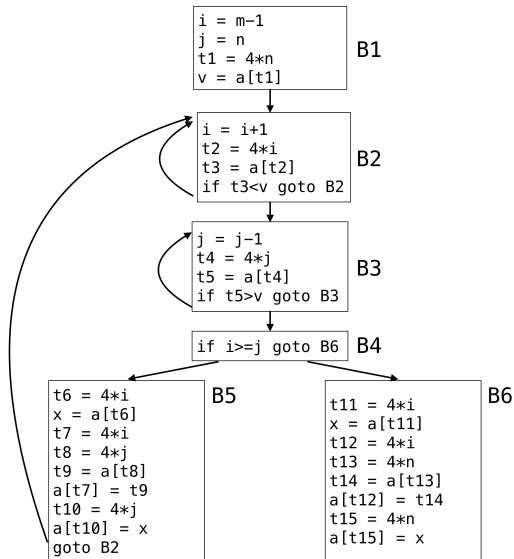 i = m-1
j = n
t1 = 4*n
v = a[t1]
B1
i = i+1
t2 = 4*i
t3 = a[t2]
if t3<v goto B2
B2
j = j-1
t4 = 4*j
t5 = a[t4]
if t5>v goto B3
B3
if i>=j goto B6
B4
t6 = 4*i
x = a[t6]
t7 = 4*i
t8 = 4*j
t9 = a[t8]
a[t7] = t9
t10 = 4*j
a[t10] = x
goto B2
B5
t11 = 4*i
x = a[t11]
t12 = 4*i
t13 = 4*n
t14 = a[t13]
a[t12] = t14
t15 = 4*n
a[t15] = x
B6